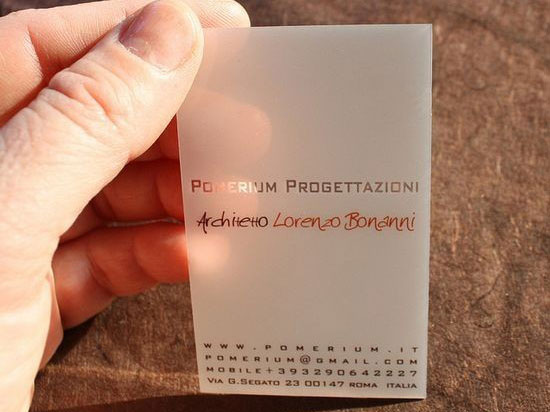 Pomerium Progettazioni
Architetto Lorenzo Bonanni
www.pomerium.it
pomerium@gmail.com
mobile+393290642227
Via G.Segato 23 00147 roma italia